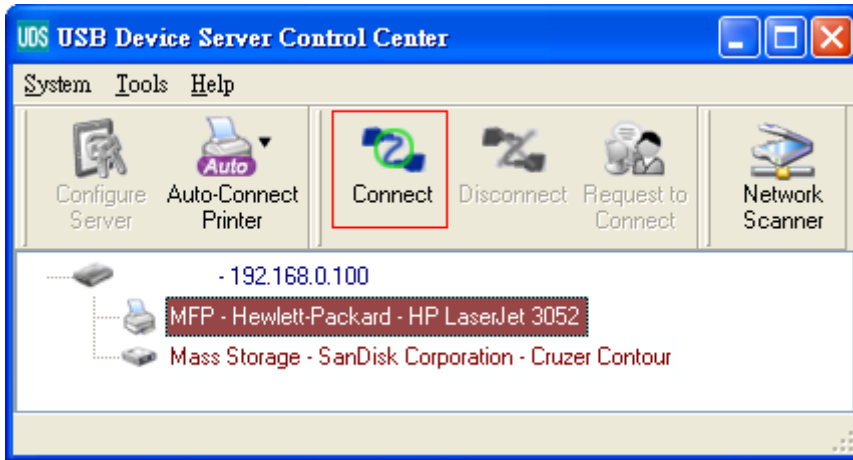 UDS USB Device Server Control Center
System Tools Help
Auto
Configure Server
Auto-Connect Printer
Connect
Disconnect
Request to Connect
Network Scanner
- 192.168.0.100
MFP - Hewlett-Packard - HP LaserJet 3052
Mass Storage - SanDisk Corporation - Cruzer Contour